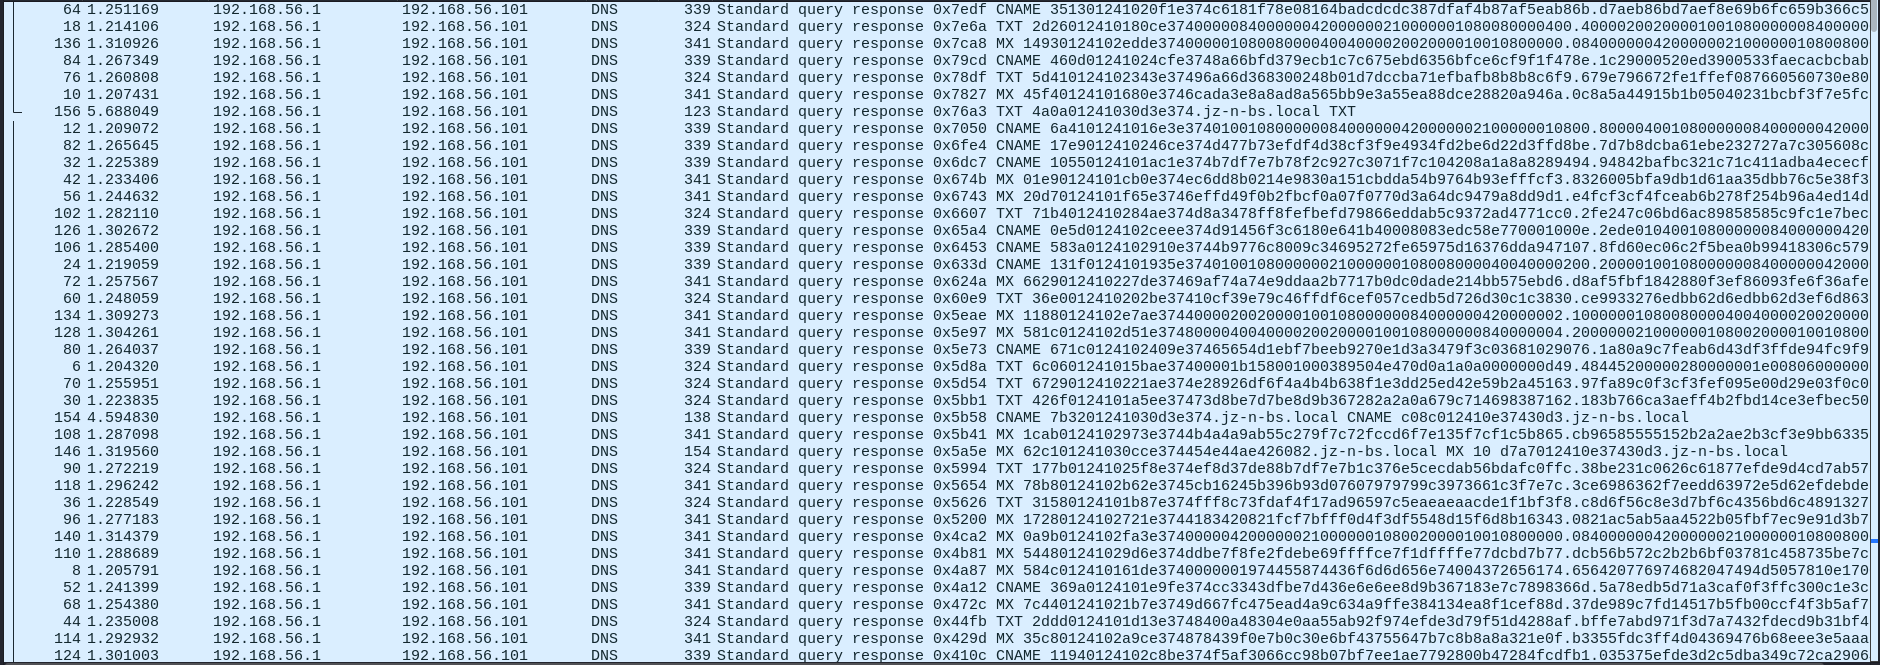 64 1.251169 192.168.56.1 192.168.56.101 DNS 339 Standard query response 0x7edf CNAME 351301241020f1e374c6181f78e08164badcdcdc387dfaf4b87af5eab86b.d7aeb86bd7aef8e69b6fc659b366c5
18 1.214106 192.168.56.1 192.168.56.101 DNS 324 Standard query response 0x7e6a TXT 2d26012410180ce3740000084000000420000002100000010800800000400.400002002000010010800000008400000
136 1.310926 192.168.56.1 192.168.56.101 DNS 341 Standard query response 0x7ca8 MX 14930124102edde37400000010800800004004000002002000010010800000.084000000042000000021000000010800800
84 1.267349 192.168.56.1 192.168.56.101 DNS 339 Standard query response 0x79cd CNAME 460d01241024cfe3748a66bfd379ecb1c7c675ebd6356bfce6cf9f1f478e.1c29000520ed3900533faecacbcbab
76 1.260808 192.168.56.1 192.168.56.101 DNS 324 Standard query response 0x78df TXT 5d410124102343e37496a66d368300248b01d7dccba71efbafb8b8b8c6f9.679e796672fe1ffef087660560730e80
10 1.207431 192.168.56.1 192.168.56.101 DNS 341 Standard query response 0x7827 MX 45f40124101680e3746cada3e8a8ad8a565bb9e3a55ea88dce28820a946a.0c8a5a44915b1b05040231bcbf3f7e5fc
156 5.688049 192.168.56.1 192.168.56.101 DNS 123 Standard query response 0x76a3 TXT 4a0a01241030d3e374.jz-n-bs.local TXT
12 1.209072 192.168.56.1 192.168.56.101 DNS 339 Standard query response 0x7050 CNAME 6a4101241016e3e37401001080000000840000000420000002100000010800.8000040010800000008400000042000
82 1.265645 192.168.56.1 192.168.56.101 DNS 339 Standard query response 0x6fe4 CNAME 17e9012410246ce374d477b73efdf4d38cf3f9e4934fd2be6d22d3ffd8be.7d7b8dcba61ebe232727a7c305608c
32 1.225389 192.168.56.1 192.168.56.101 DNS 339 Standard query response 0x6dc7 CNAME 10550124101ac1e374b7df7e7b78f2c927c3071f7c104208a1a8a8289494.94842bafbc321c71c411adba4ececf
42 1.233406 192.168.56.1 192.168.56.101 DNS 341 Standard query response 0x674b MX 01e90124101cb0e374ec6dd8b0214e9830a151cbdda54b9764b93efffcf3.8326005bfa9db1d61aa35dbb76c5e38f3
56 1.244632 192.168.56.1 192.168.56.101 DNS 341 Standard query response 0x6743 MX 20d70124101f65e3746effd49f0b2fbcf0a07f0770d3a64dc9479a8dd9d1.e4fcf3cf4fceab6b278f254b96a4ed14d
102 1.282110 192.168.56.1 192.168.56.101 DNS 324 Standard query response 0x6607 TXT 71b4012410284ae374d8a3478ff8fefbefd79866eddab5c9372ad4771cc0.2fe247c06bd6ac89858585c9fc1e7bec
126 1.302672 192.168.56.1 192.168.56.101 DNS 339 Standard query response 0x65a4 CNAME 0e5d0124102ceee374d91456f3c6180e641b40008083edc58e770001000e.2ede01040010800000084000000420
106 1.285400 192.168.56.1 192.168.56.101 DNS 339 Standard query response 0x6453 CNAME 583a0124102910e3744b9776c8009c34695272fe65975d16376dda947107.8fd60ec06c2f5bea0b99418306c579
24 1.219059 192.168.56.1 192.168.56.101 DNS 339 Standard query response 0x633d CNAME 131f0124101935e3740100108000000021000000108008000040040000200.2000010010800000008400000042000
72 1.257567 192.168.56.1 192.168.56.101 DNS 341 Standard query response 0x624a MX 6629012410227de37469af74a74e9ddaa2b7717b0dc0dade214bb575ebd6.d8af5fbf1842880f3ef86093fe6f36afe
60 1.248059 192.168.56.1 192.168.56.101 DNS 324 Standard query response 0x60e9 TXT 36e0012410202be37410cf39e79c46ffdf6cef057cedb5d726d30c1c3830.ce9933276edbb62d6edbb62d3ef6d863
134 1.309273 192.168.56.1 192.168.56.101 DNS 341 Standard query response 0x5eae MX 11880124102e7ae37440000020020000100108000000084000000420000002.100000010800800004004000020020000
128 1.304261 192.168.56.1 192.168.56.101 DNS 341 Standard query response 0x5e97 MX 581c0124102d51e37480000400400002002000010010800000000840000004.200000021000000108002000010010800
80 1.264037 192.168.56.1 192.168.56.101 DNS 339 Standard query response 0x5e73 CNAME 671c0124102409e37465654d1ebf7beeb9270e1d3a3479f3c03681029076.1a80a9c7feab6d43df3ffde94fc9f9
6 1.204320 192.168.56.1 192.168.56.101 DNS 324 Standard query response 0x5d8a TXT 6c060124101​5bae37400001b158001000389504e470d0a1a0a0000000d49.48445200000280000001e00806000000
70 1.255951 192.168.56.1 192.168.56.101 DNS 324 Standard query response 0x5d54 TXT 672901241​0221ae374e28926df6f4a4b4b638f1e3dd25ed42e59b2a45163.97fa89c0f3cf3fef095e00d29e03f0c0
30 1.223835 192.168.56.1 192.168.56.101 DNS 324 Standard query response 0x5bb1 TXT 426f0124101a5ee37473d8be7d7be8d9b367282a2a0a679c714698387162.183b766ca3aeff4b2fbd14ce3efbec50
154 4.594830 192.168.56.1 192.168.56.101 DNS 138 Standard query response 0x5b58 CNAME 7b3201241030d3e374.jz-n-bs.local CNAME c08c012410e37430d3.jz-n-bs.local
108 1.287098 192.168.56.1 192.168.56.101 DNS 341 Standard query response 0x5b41 MX 1cab0124102973e3744b4a4a9ab55c279f7c72fccd6f7e135f7cf1c5b865.cb96585555152b2a2ae2b3cf3e9bb6335
146 1.319560 192.168.56.1 192.168.56.101 DNS 154 Standard query response 0x5a5e MX 62c101241030cce374454e44ae426082.jz-n-bs.local MX 10 d7a7012410e37430d3.jz-n-bs.local
90 1.272219 192.168.56.1 192.168.56.101 DNS 324 Standard query response 0x5994 TXT 177b01241025f8e374ef8d37de88b7df7e7b1c376e5cecdab56bdafc0ffc.38be231c0626c61877efde9d4cd7ab57
118 1.296242 192.168.56.1 192.168.56.101 DNS 341 Standard query response 0x5654 MX 78b80124102b62e3745cb16245b396b93d07607979799c3973661c3f7e7c.3ce6986362f7eedd63972e5d62efdebde
36 1.228549 192.168.56.1 192.168.56.101 DNS 324 Standard query response 0x5626 TXT 31580124101b87e374fff8c73fdaf4f17ad96597c5eaeaeaacde1f1bf3f8.c8d6f56c8e3d7bf6c4356bd6c4891327
96 1.277183 192.168.56.1 192.168.56.101 DNS 341 Standard query response 0x5200 MX 17280124102721e3744183420821fcf7bfff0d4f3df5548d15f6d8b16343.0821ac5ab5aa4522b05fbf7ec9e91d3b7
140 1.314379 192.168.56.1 192.168.56.101 DNS 341 Standard query response 0x4ca2 MX 0a9b0124102fa3e37400000420000002100000010800200001001080000​0.084000000042000000021000000010800800
110 1.288689 192.168.56.1 192.168.56.101 DNS 341 Standard query response 0x4b81 MX 5448012410​29d6e374ddbe7f8fe2fdebe69ffffce7f1dffffe77dcbd7b77.dcb56b572c2b2b6bf03781c458735be7c
8 1.205791 192.168.56.1 192.168.56.101 DNS 341 Standard query response 0x4a87 MX 584c012410161de3740000001974455874436f6d6d656e74004372656174.656420776974682047494d5057810e170
52 1.241399 192.168.56.1 192.168.56.101 DNS 339 Standard query response 0x4a12 CNAME 369a0124101e9fe374cc3343dfbe7d436e6e6ee8d9b367183e7c7898366d.5a78edb5d71a3caf0f3ffc300c1e3c
68 1.254380 192.168.56.1 192.168.56.101 DNS 341 Standard query response 0x472c MX 7c4401241021b7e3749d667fc475ead4a9c634a9ffe384134ea8f1cef88d.37de989c7fd14517b5fb00ccf4f3b5af7
44 1.235008 192.168.56.1 192.168.56.101 DNS 324 Standard query response 0x44fb TXT 2ddd0124101d13e3748400a48304e0aa55ab92f974efde3d79f51d4288af.bffe7abd971f3d7a7432fdecd9b31bf4
114 1.292932 192.168.56.1 192.168.56.101 DNS 341 Standard query response 0x429d MX 35c80124102a9ce374878439f0e7b0c30e6bf43755647b7c8b8a8a321e0f.b3355fdc3ff4d04369476b68eee3e5aaa
124 1.301003 192.168.56.1 192.168.56.101 DNS 339 Standard query response 0x410c CNAME 11940124102c8be374f5af3066cc98b07bf7ee1ae7792800b47284fcdfb1.035375efde3d2c5dba349c72ca2906